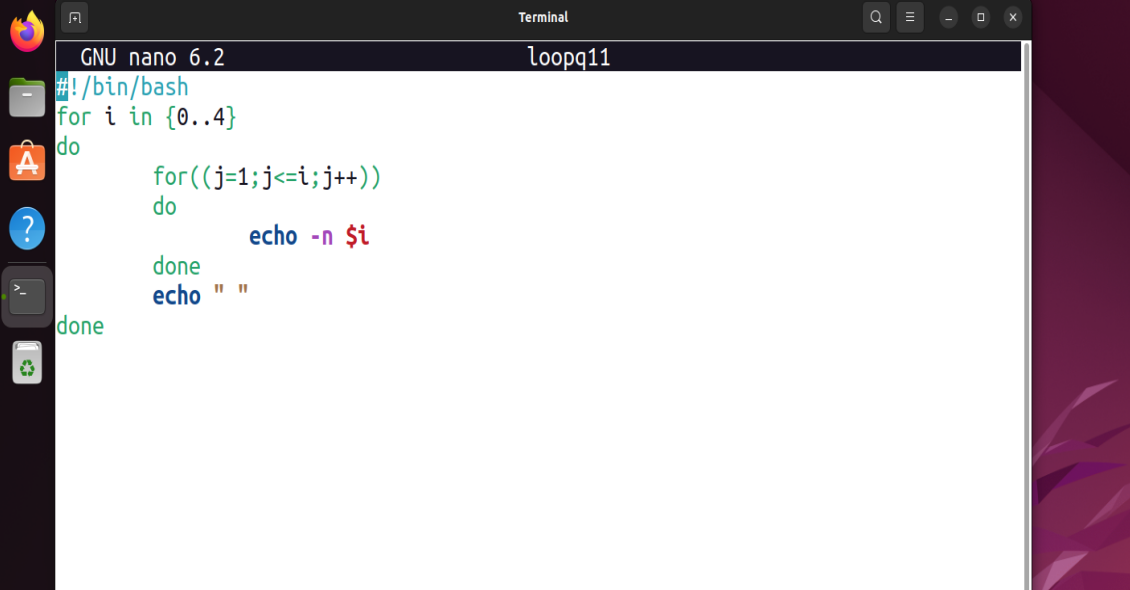 Terminal
GNU nano 6.2 loopq11
#!/bin/bash
for i in {0..4}
do
for((j=1;j<=i;j++))
do
echo -n $i
done
echo " "
done